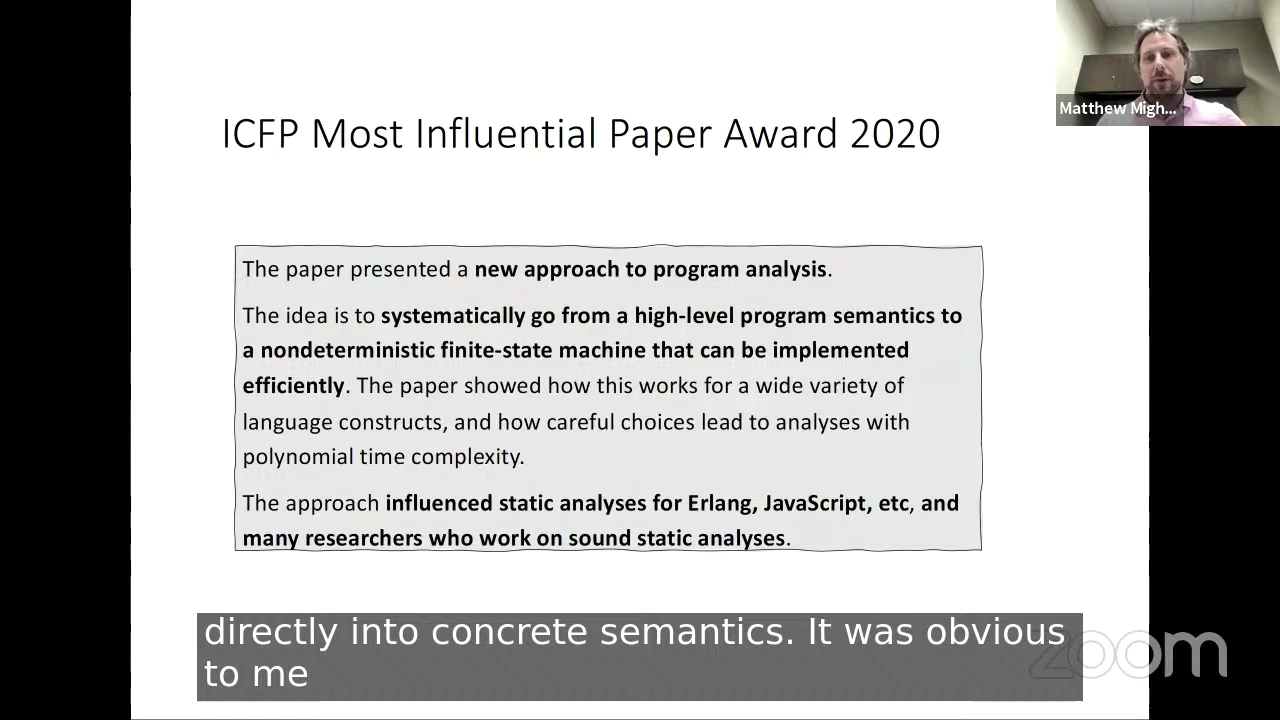 Matthew Migh...
ICFP Most Influential Paper Award 2020
The paper presented a new approach to program analysis.
The idea is to systematically go from a high-level program semantics to
a nondeterministic finite-state machine that can be implemented
efficiently. The paper showed how this works for a wide variety of
language constructs, and how careful choices lead to analyses with
polynomial time complexity.
The approach influenced static analyses for Erlang, JavaScript, etc, and
many researchers who work on sound static analyses.
directly into concrete semantics. It was obvious
to me
zoom